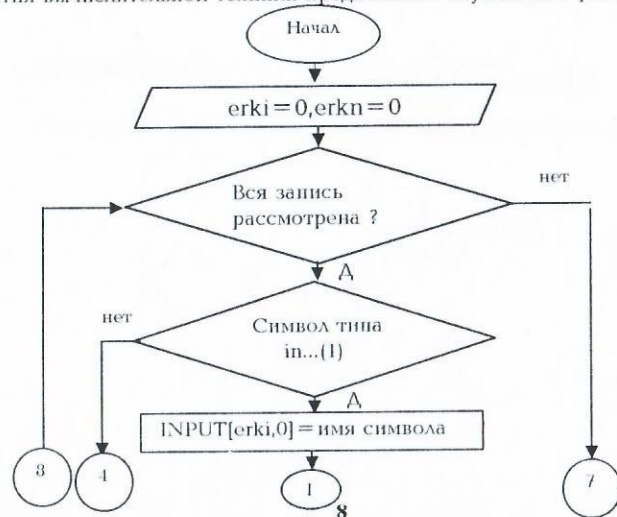 Начал
erki=0,erkn=0
Вся запись
рассмотрена ?
нет
Д
нет
Символ типа
in...(1)
Д
INPUT[erki,0]=имя символа
3
4
1
7
8